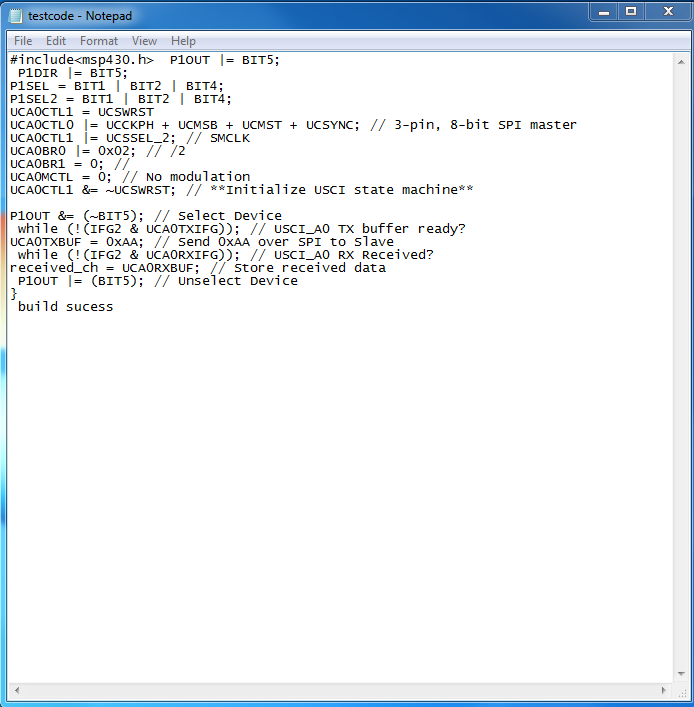 testcode - Notepad
File Edit Format View Help
#include<msp430.h>  P1OUT |= BIT5;
 P1DIR |= BIT5;
P1SEL = BIT1 | BIT2 | BIT4;
P1SEL2 = BIT1 | BIT2 | BIT4;
UCA0CTL1 = UCSWRST
UCA0CTL0 |= UCCKPH + UCMSB + UCMST + UCSYNC; // 3-pin, 8-bit SPI master
UCA0CTL1 |= UCSSEL_2; // SMCLK
UCA0BR0 |= 0x02; // /2
UCA0BR1 = 0; //
UCA0MCTL = 0; // No modulation
UCA0CTL1 &= ~UCSWRST; // **Initialize USCI state machine**
P1OUT &= (~BIT5); // Select Device
 while (!(IFG2 & UCA0TXIFG)); // USCI_A0 TX buffer ready?
UCA0TXBUF = 0xAA; // Send 0xAA over SPI to Slave
 while (!(IFG2 & UCA0RXIFG)); // USCI_A0 RX Received?
received_ch = UCA0RXBUF; // Store received data
 P1OUT |= (BIT5); // Unselect Device
}
 build sucess